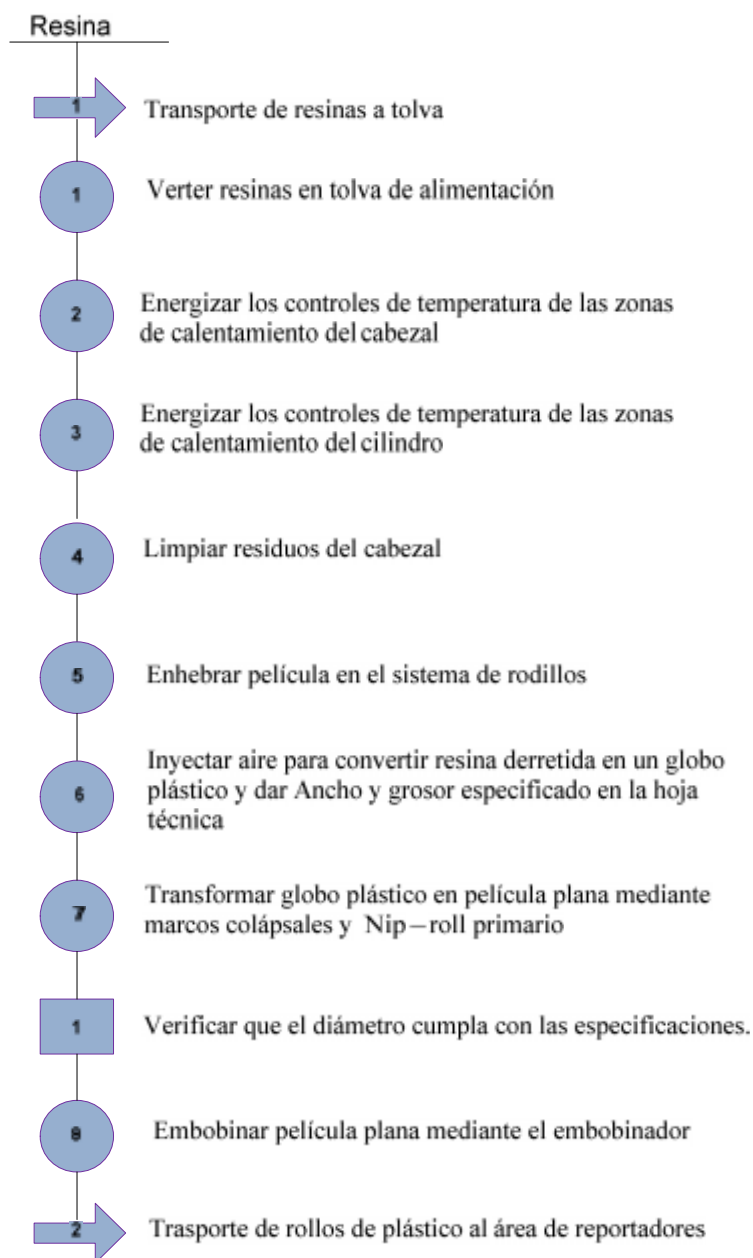 Resina
1 Transporte de resinas a tolva
1 Verter resinas en tolva de alimentación
2 Energizar los controles de temperatura de las zonas
de calentamiento del cabezal
3 Energizar los controles de temperatura de las zonas
de calentamiento del cilindro
4 Limpiar residuos del cabezal
5 Enhebrar película en el sistema de rodillos
6 Inyectar aire para convertir resina derretida en un globo
plástico y dar Ancho y grosor especificado en la hoja
técnica
7 Transformar globo plástico en película plana mediante
marcos colápsales y Nip–roll primario
1 Verificar que el diámetro cumpla con las especificaciones.
8 Embobinar película plana mediante el embobinador
2 Trasporte de rollos de plástico al área de reportadores